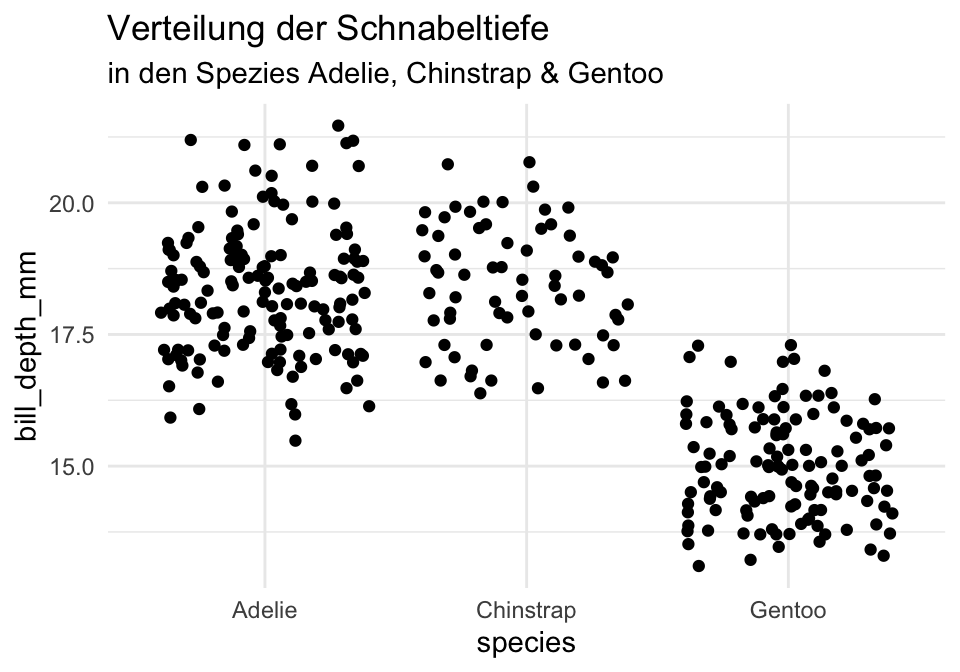 Verteilung der Schnabeltiefe
in den Spezies Adelie, Chinstrap & Gentoo
bill_depth_mm
20.0
17.5
15.0
Adelie
Chinstrap
Gentoo
species